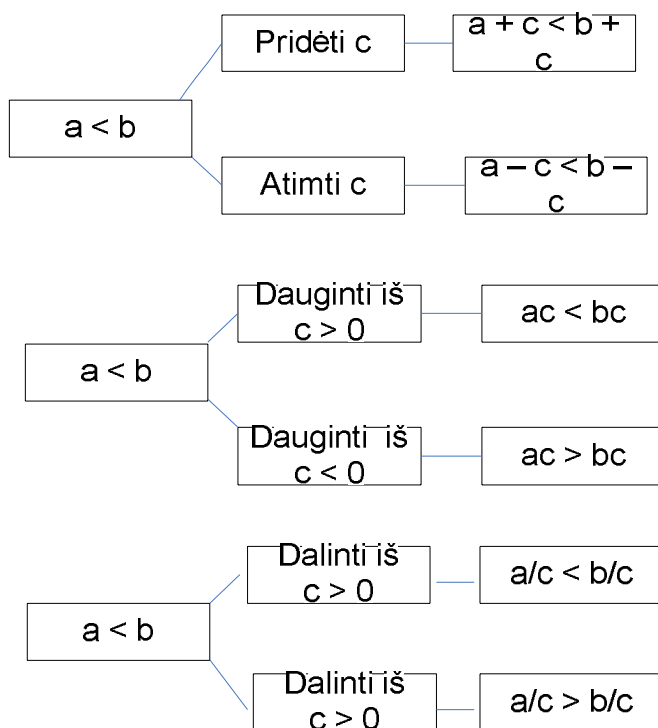 Pridėti c
a + c < b +
c
a < b
Atimti c
a – c < b –
c
Dauginti iš
c > 0
ac < bc
a < b
Dauginti iš
c < 0
ac > bc
Dalinti iš
c > 0
a/c < b/c
a < b
Dalinti iš
c > 0
a/c > b/c